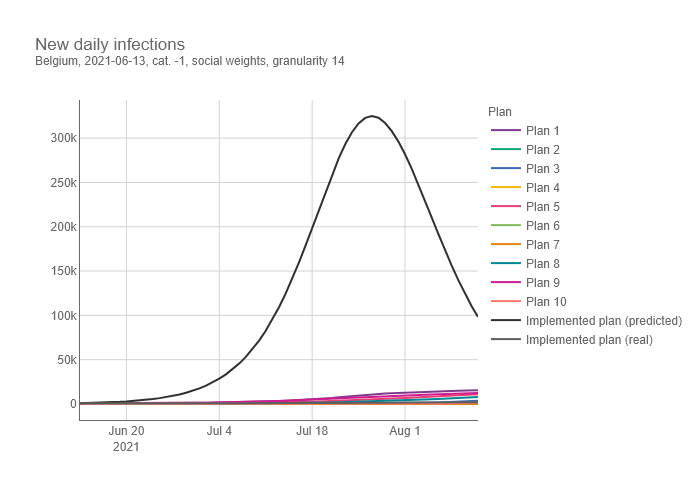 New daily infections
Belgium, 2021-06-13, cat. -1, social weights, granularity 14
Plan
Plan 1
Plan 2
Plan 3
Plan 4
Plan 5
Plan 6
Plan 7
Plan 8
Plan 9
Plan 10
Implemented plan (predicted)
Implemented plan (real)
300k
250k
200k
150k
100k
50k
0
Jun 20 Jul 4 Jul 18 Aug 1
2021